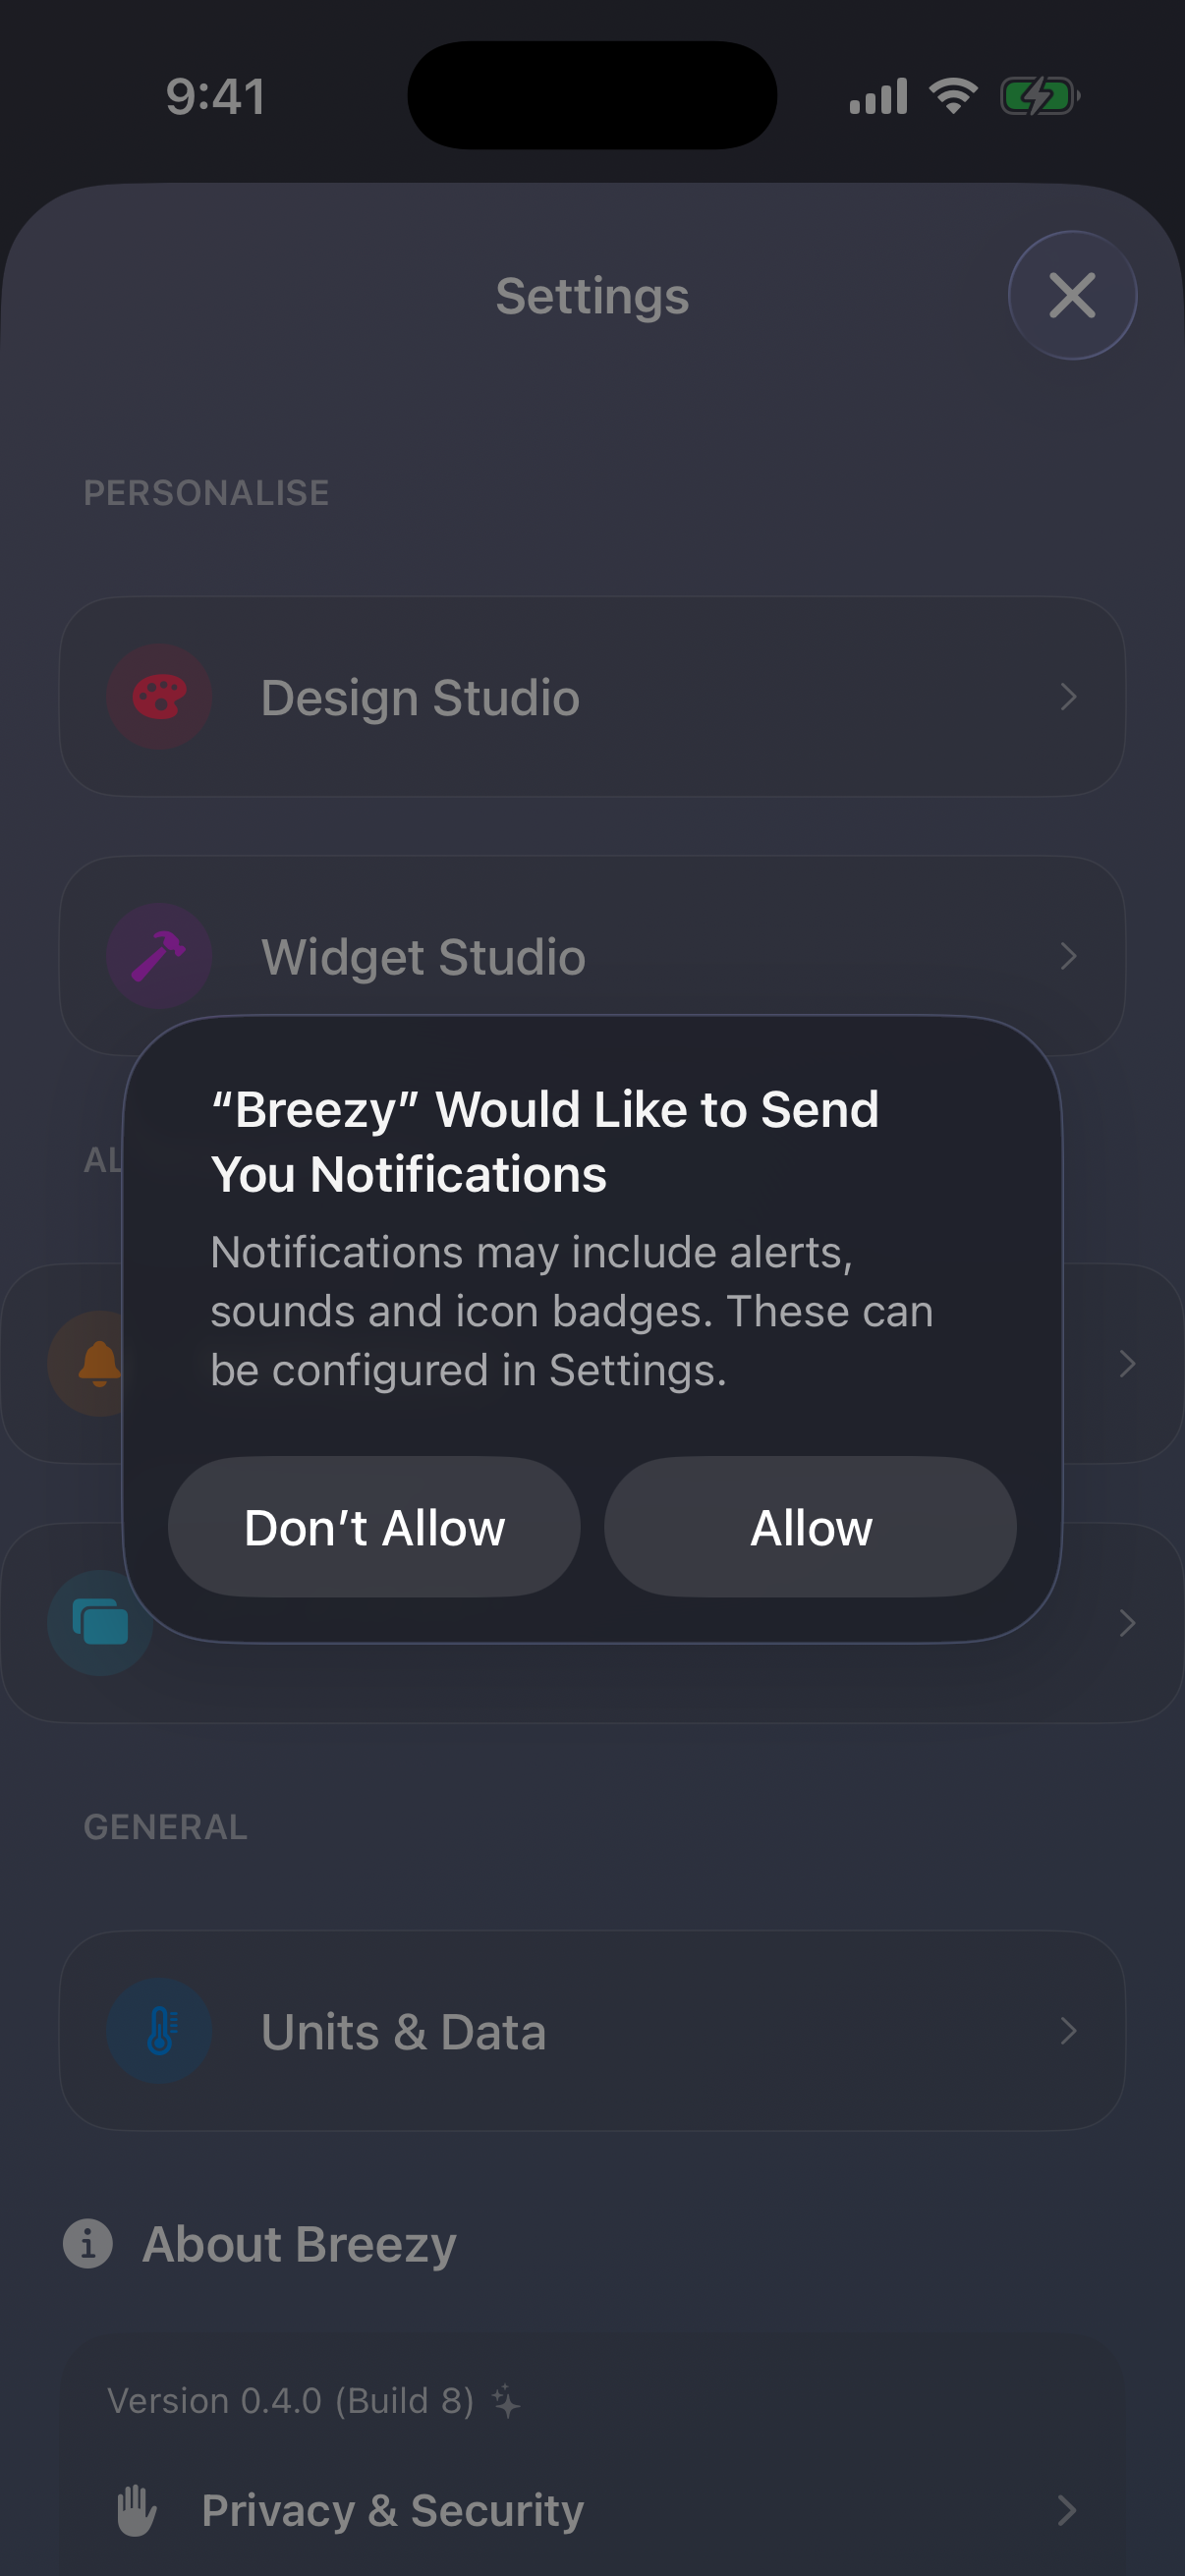 9:41
Settings
PERSONALISE
Design Studio
Widget Studio
“Breezy” Would Like to Send
You Notifications
Notifications may include alerts,
sounds and icon badges. These can
be configured in Settings.
Don’t Allow
Allow
GENERAL
Units & Data
About Breezy
Version 0.4.0 (Build 8)
Privacy & Security